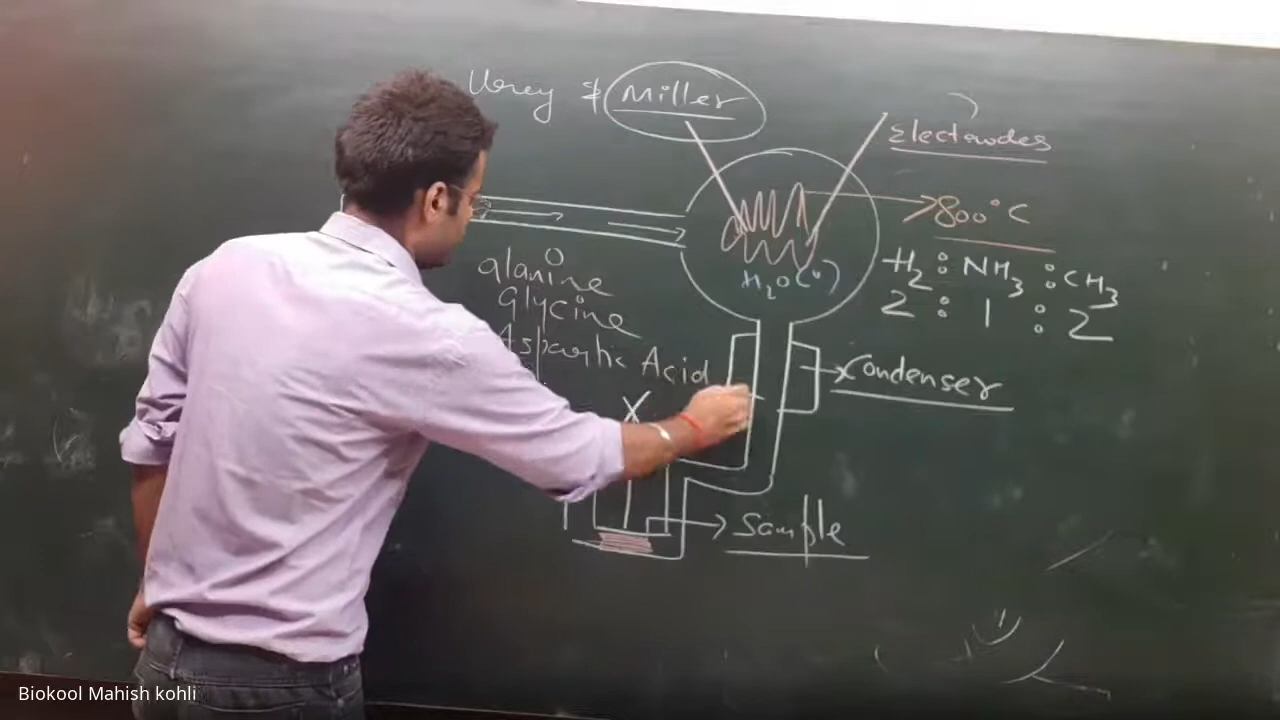 Urey & Miller
Electrodes
800°C
H2O(v)
H2 : NH3 : CH3
2 : 1 : 2
alanine
Glycine
Aspartic Acid
Condenser
Sample
Biokool Mahish kohli